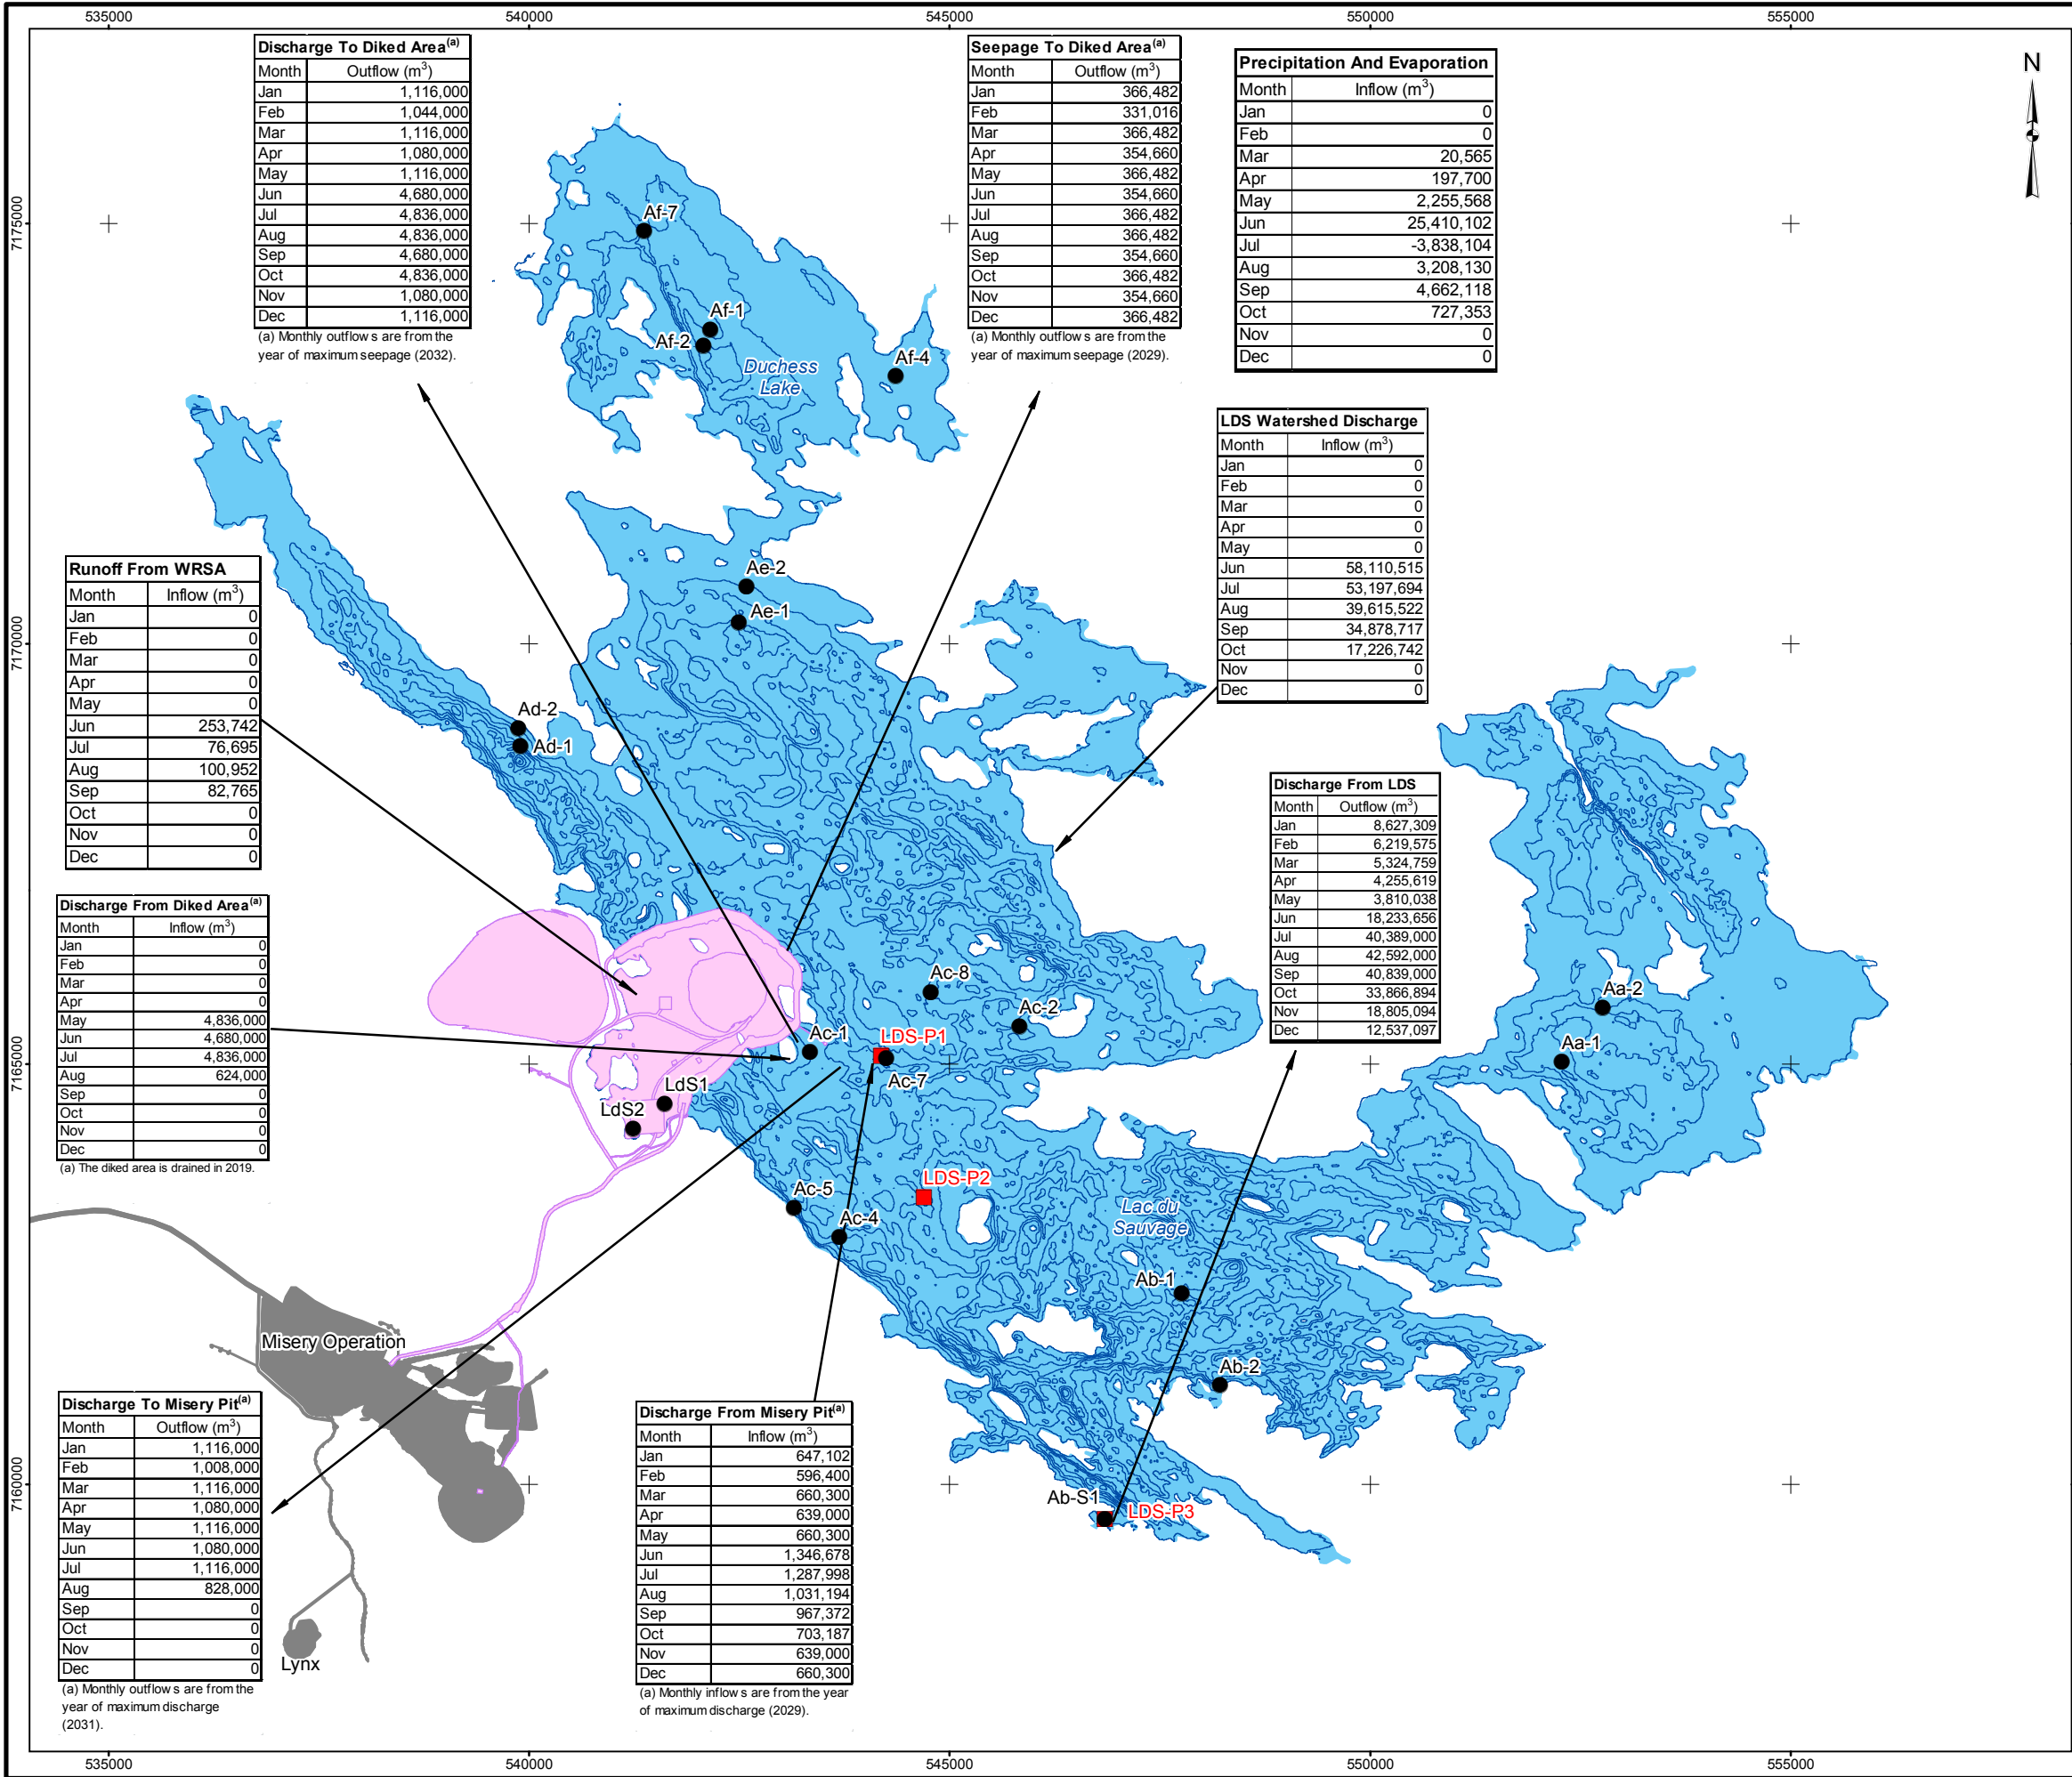 535000 540000 545000 550000 555000
Discharge To Diked Area(a)
Month Outflow (m3)
Jan 1,116,000
Feb 1,044,000
Mar 1,116,000
Apr 1,080,000
May 1,116,000
Jun 4,680,000
Jul 4,836,000
Aug 4,836,000
Sep 4,680,000
Oct 4,836,000
Nov 1,080,000
Dec 1,116,000
(a) Monthly outflows are from the
year of maximum seepage (2032).
Seepage To Diked Area(a)
Month Outflow (m3)
Jan 366,482
Feb 331,016
Mar 366,482
Apr 354,660
May 366,482
Jun 354,660
Jul 366,482
Aug 366,482
Sep 354,660
Oct 366,482
Nov 354,660
Dec 366,482
(a) Monthly outflows are from the
year of maximum seepage (2029).
Precipitation And Evaporation
Month Inflow (m3)
Jan 0
Feb 0
Mar 20,565
Apr 197,700
May 2,255,568
Jun 25,410,102
Jul -3,838,104
Aug 3,208,130
Sep 4,662,118
Oct 727,353
Nov 0
Dec 0
N
7175000
Af-7
Af-1
Af-2
Af-4
Duchess
Lake
LDS Watershed Discharge
Month Inflow (m3)
Jan 0
Feb 0
Mar 0
Apr 0
May 0
Jun 58,110,515
Jul 53,197,694
Aug 39,615,522
Sep 34,878,717
Oct 17,226,742
Nov 0
Dec 0
Runoff From WRSA
Month Inflow (m3)
Jan 0
Feb 0
Mar 0
Apr 0
May 0
Jun 253,742
Jul 76,695
Aug 100,952
Sep 82,765
Oct 0
Nov 0
Dec 0
7170000
Ae-2
Ae-1
Ad-2
Ad-1
Discharge From LDS
Month Outflow (m3)
Jan 8,627,309
Feb 6,219,575
Mar 5,324,759
Apr 4,255,619
May 3,810,038
Jun 18,233,656
Jul 40,389,000
Aug 42,592,000
Sep 40,839,000
Oct 33,866,894
Nov 18,805,094
Dec 12,537,097
Discharge From Diked Area(a)
Month Inflow (m3)
Jan 0
Feb 0
Mar 0
Apr 0
May 4,836,000
Jun 4,680,000
Jul 4,836,000
Aug 624,000
Sep 0
Oct 0
Nov 0
Dec 0
(a) The diked area is drained in 2019.
7165000
Ac-8
Ac-2
Ac-1
LDS-P1
Ac-7
Aa-2
Aa-1
LdS1
LdS2
Ac-5
Ac-4
LDS-P2
Lac du
Sauvage
Ab-1
Ab-2
Misery Operation
Discharge To Misery Pit(a)
Month Outflow (m3)
Jan 1,116,000
Feb 1,008,000
Mar 1,116,000
Apr 1,080,000
May 1,116,000
Jun 1,080,000
Jul 1,116,000
Aug 828,000
Sep 0
Oct 0
Nov 0
Dec 0
(a) Monthly outflows are from the
year of maximum discharge
(2031).
7160000
Lynx
Discharge From Misery Pit(a)
Month Inflow (m3)
Jan 647,102
Feb 596,400
Mar 660,300
Apr 639,000
May 660,300
Jun 1,346,678
Jul 1,287,998
Aug 1,031,194
Sep 967,372
Oct 703,187
Nov 639,000
Dec 660,300
(a) Monthly inflows are from the year
of maximum discharge (2029).
Ab-S1
LDS-P3
535000 540000 545000 550000 555000